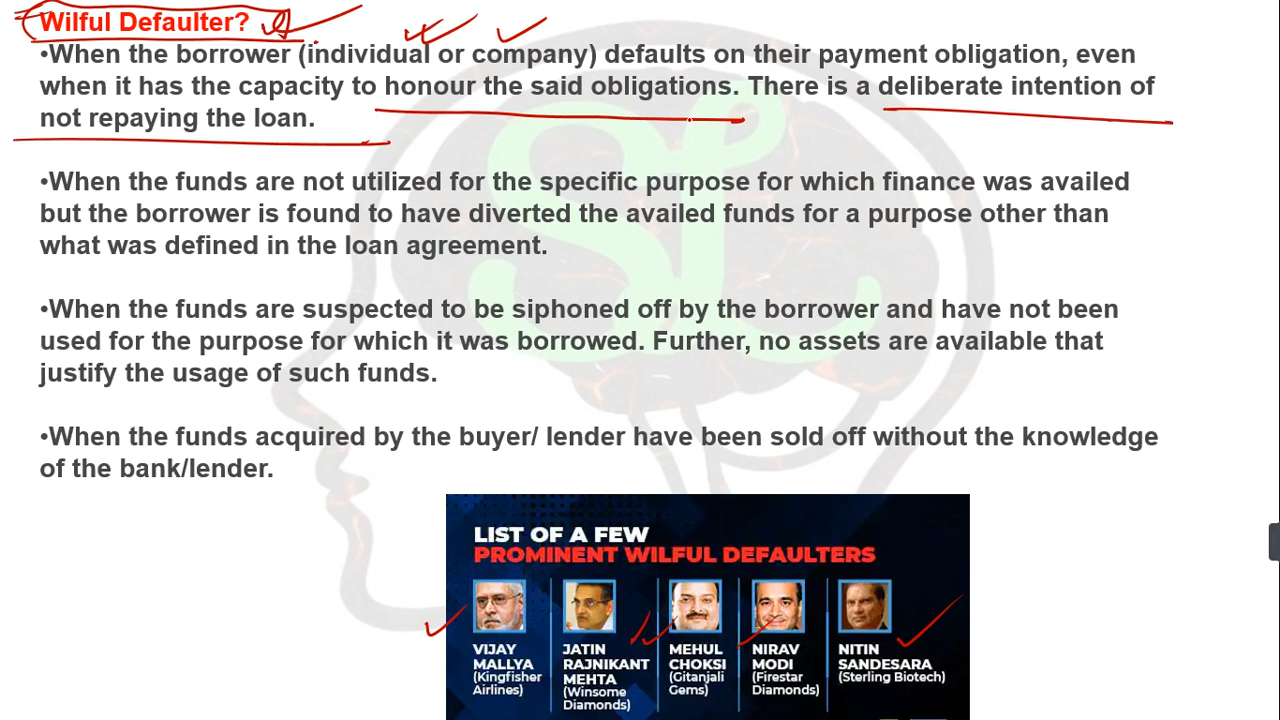 Wilful Defaulter?
•When the borrower (individual or company) defaults on their payment obligation, even
when it has the capacity to honour the said obligations. There is a deliberate intention of
not repaying the loan.
•When the funds are not utilized for the specific purpose for which finance was availed
but the borrower is found to have diverted the availed funds for a purpose other than
what was defined in the loan agreement.
•When the funds are suspected to be siphoned off by the borrower and have not been
used for the purpose for which it was borrowed. Further, no assets are available that
justify the usage of such funds.
•When the funds acquired by the buyer/ lender have been sold off without the knowledge
of the bank/lender.
LIST OF A FEW
PROMINENT WILFUL DEFAULTERS
VIJAY
MALLYA
(Kingfisher
Airlines)
JATIN
RAJNIKANT
MEHTA
(Winsome
Diamonds)
MEHUL
CHOKSI
(Gitanjali
Gems)
NIRAV
MODI
(Firestar
Diamonds)
NITIN
SANDESARA
(Sterling Biotech)